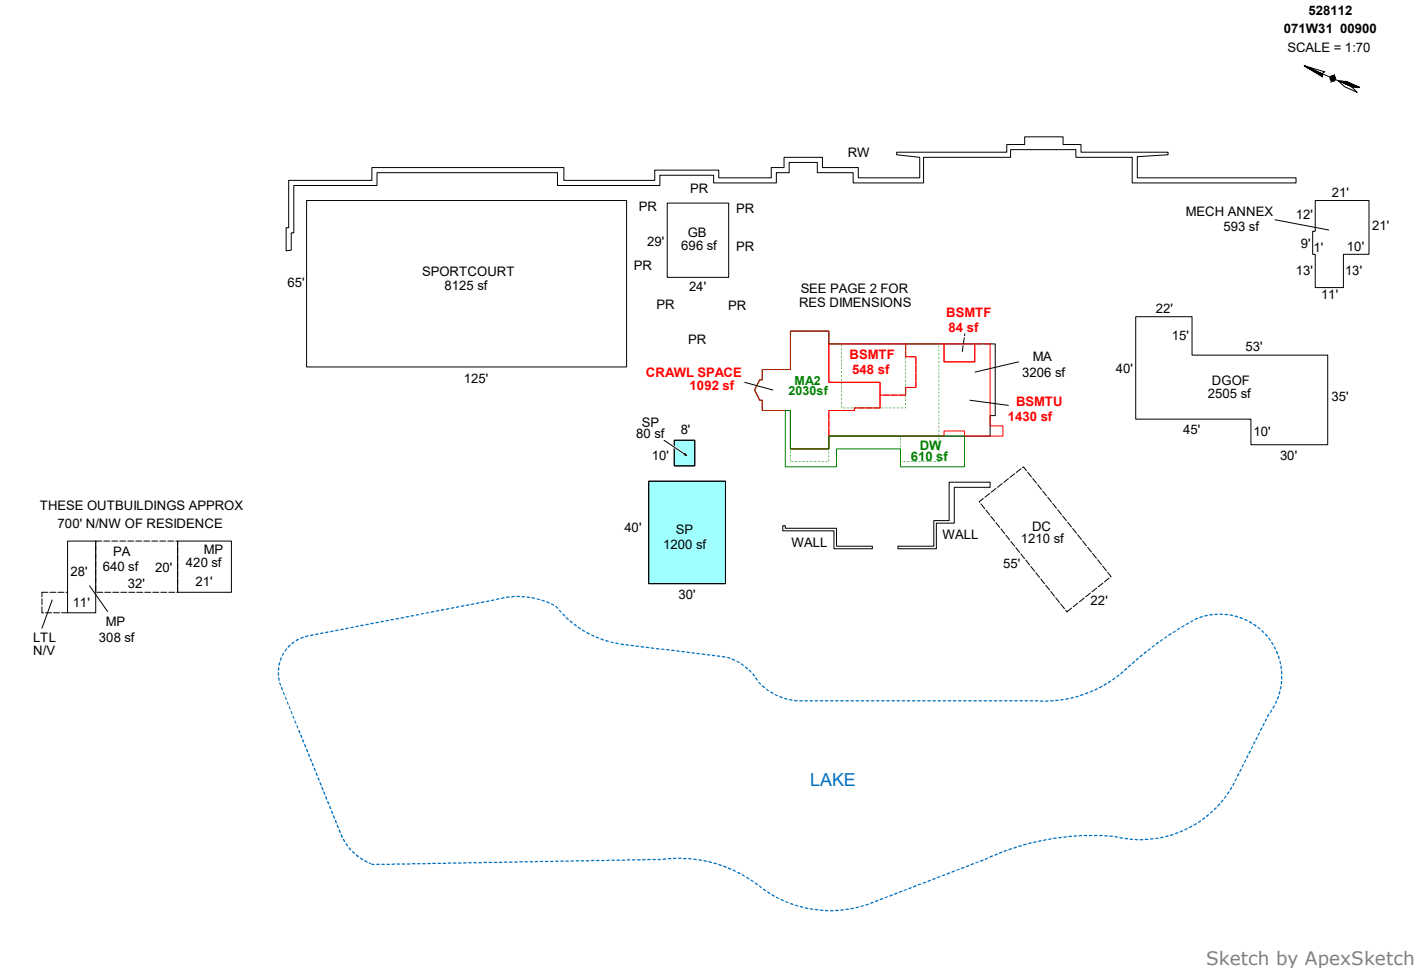 528112
071W31 00900
SCALE = 1:70
RW
PR
PR
PR
21'
MECH ANNEX
593 sf
12'
21'
9'
1'
10'
13'
13'
11'
GB
696 sf
29'
PR
PR
24'
SPORTCOURT
8125 sf
65'
125'
SEE PAGE 2 FOR
RES DIMENSIONS
PR
PR
PR
BSMTF
84 sf
BSMTF
548 sf
MA
3206 sf
CRAWL SPACE
1092 sf
MA2
2030sf
BSMTU
1430 sf
DW
610 sf
22'
15'
53'
40'
DGOF
2505 sf
35'
45'
10'
30'
SP
80 sf
8'
10'
40'
SP
1200 sf
30'
WALL
WALL
DC
1210 sf
55'
22'
THESE OUTBUILDINGS APPROX
700' N/NW OF RESIDENCE
PA
640 sf
32'
20'
MP
420 sf
21'
28'
11'
MP
308 sf
LTL
N/V
LAKE
Sketch by ApexSketch